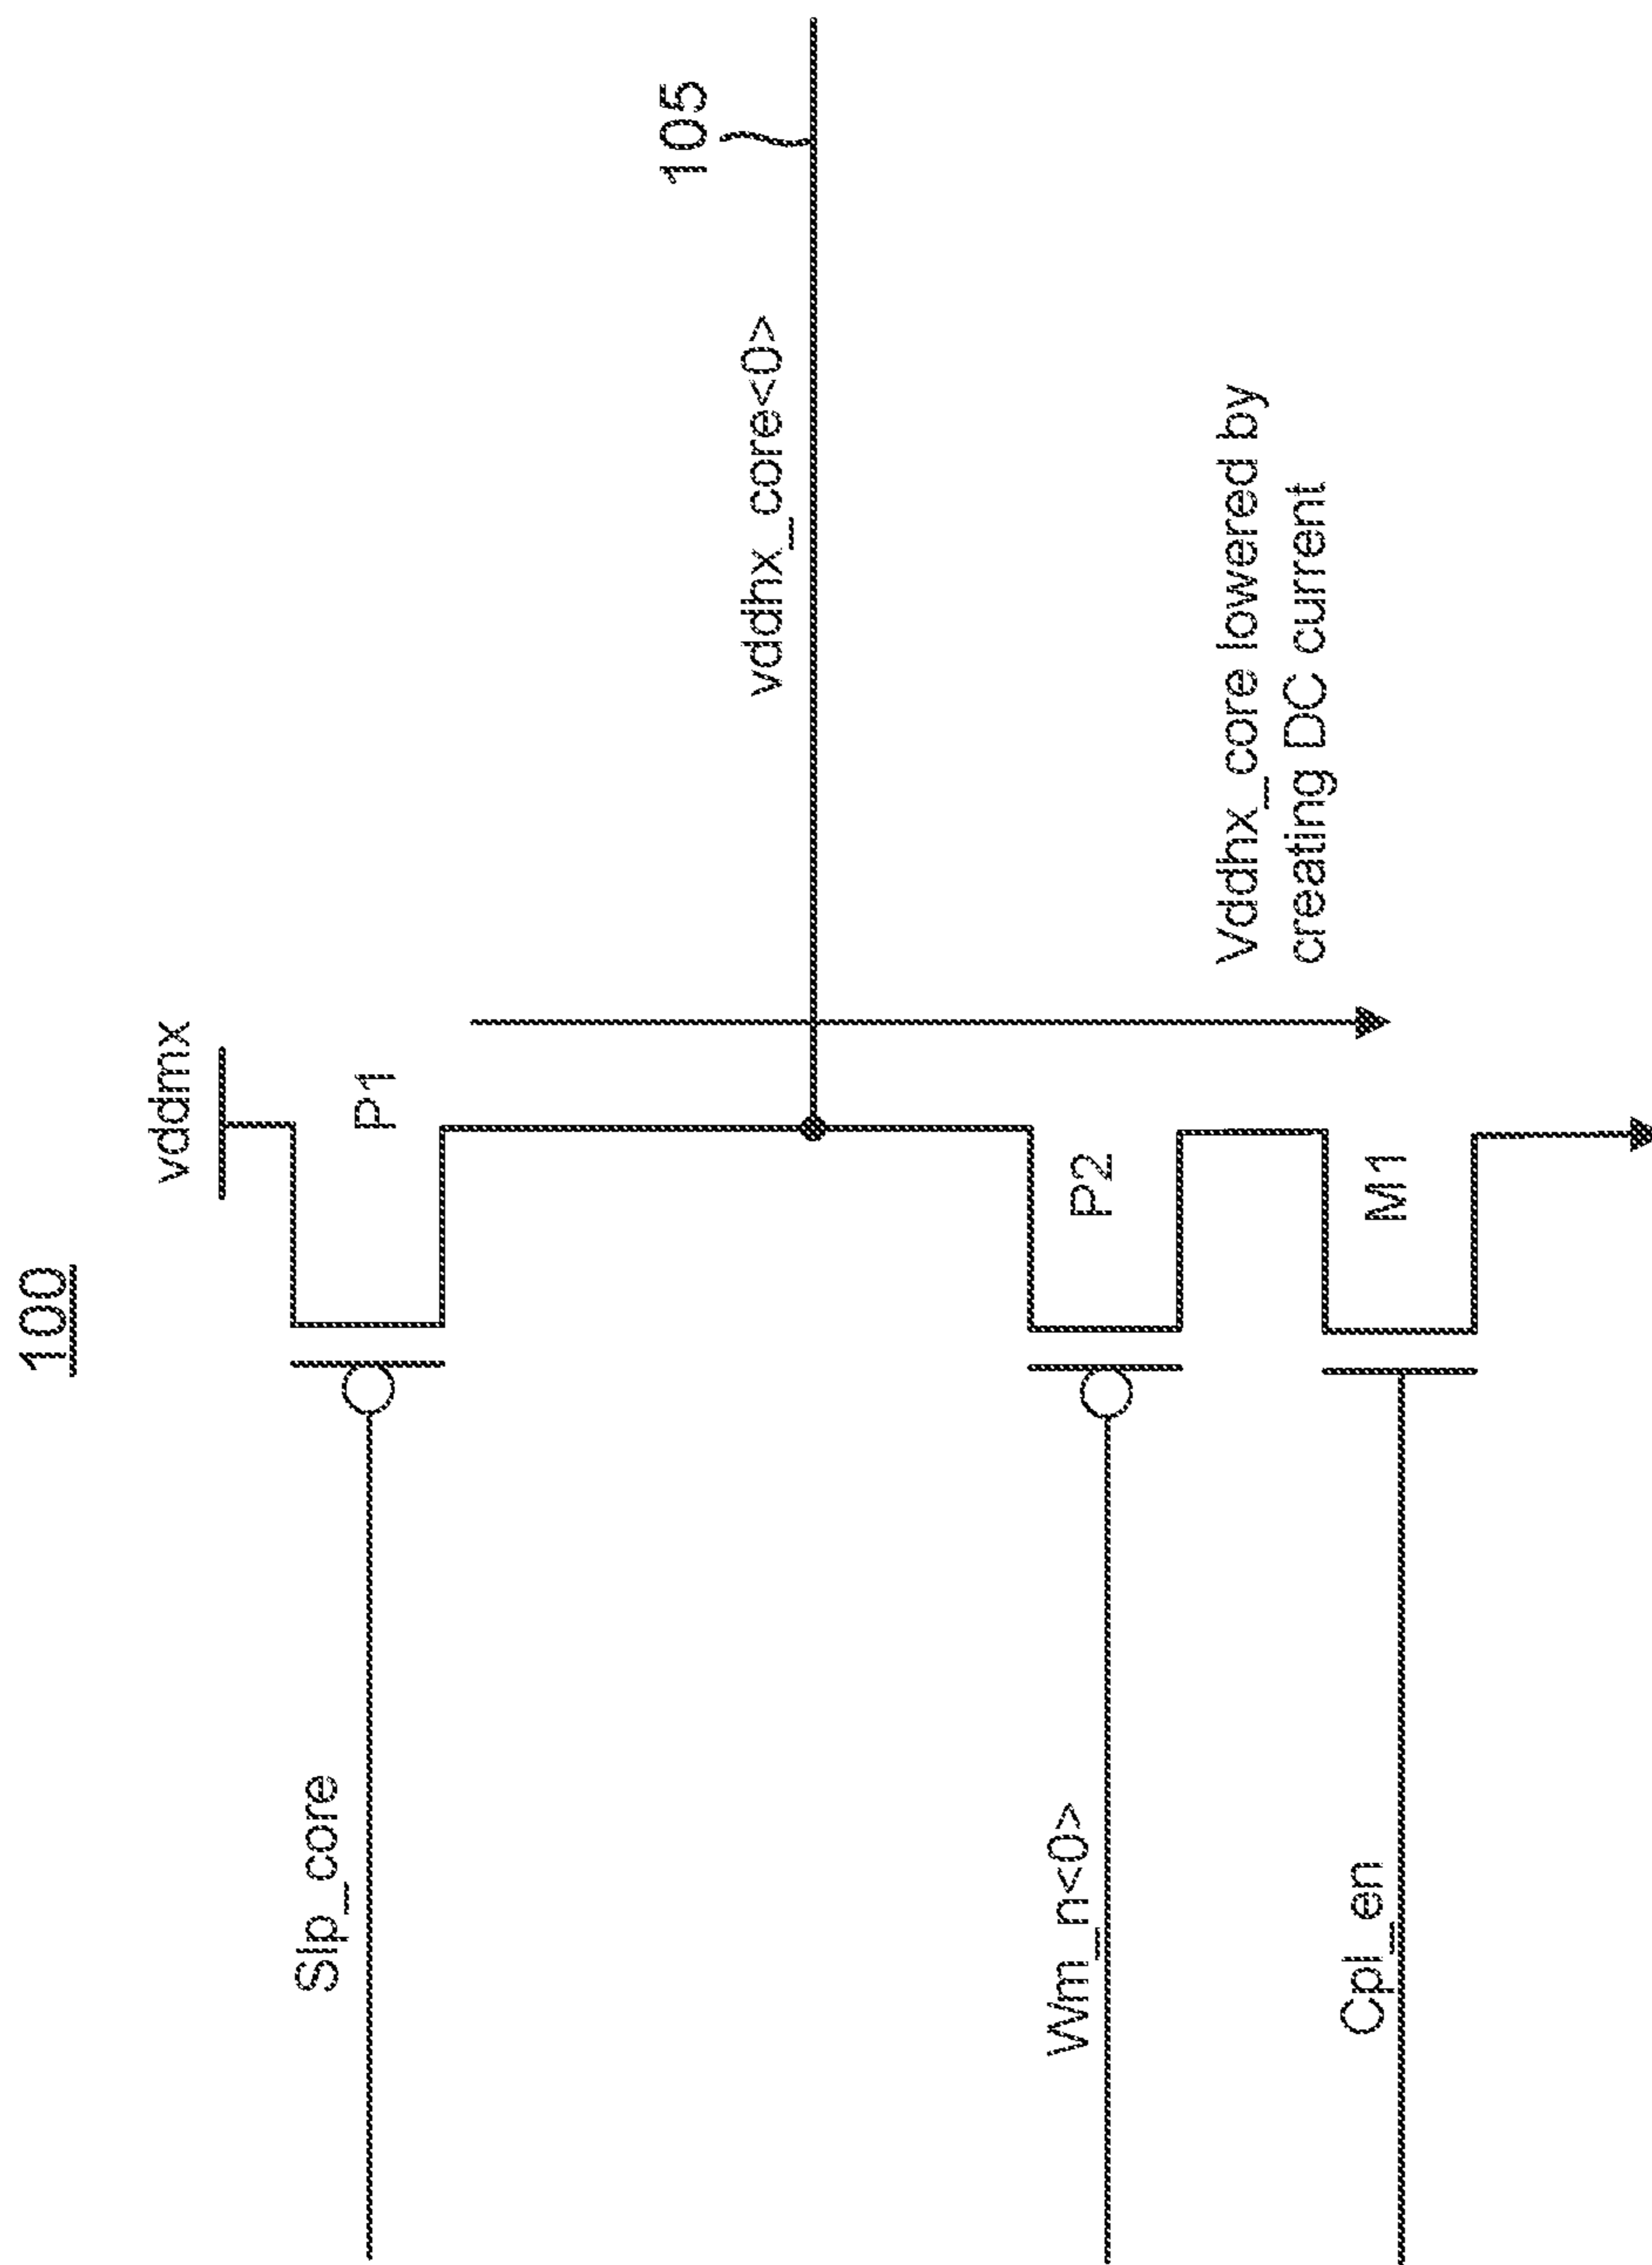 100
vddmx
P1
Slp_core
105
vddhx_core<0>
Wm_n<0>
P2
Vddhx_core lowered by
creating DC current
Cpl_en
M1